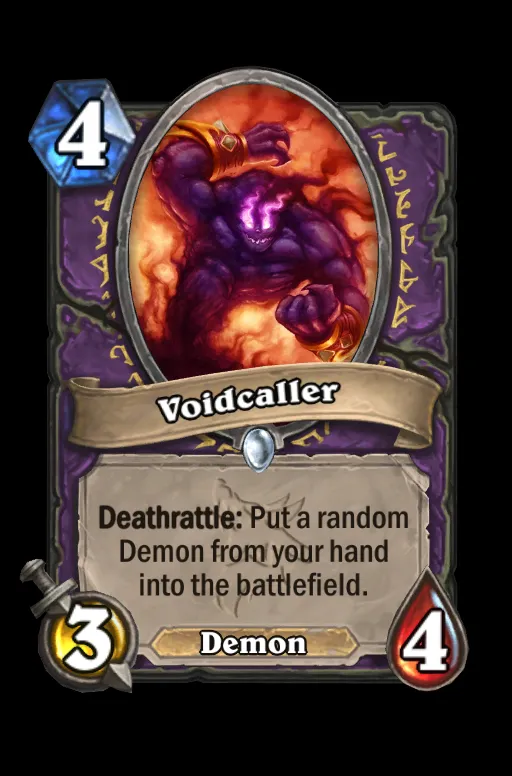 4
Voidcaller
Deathrattle: Put a random
Demon from your hand
into the battlefield.
3
Demon
4